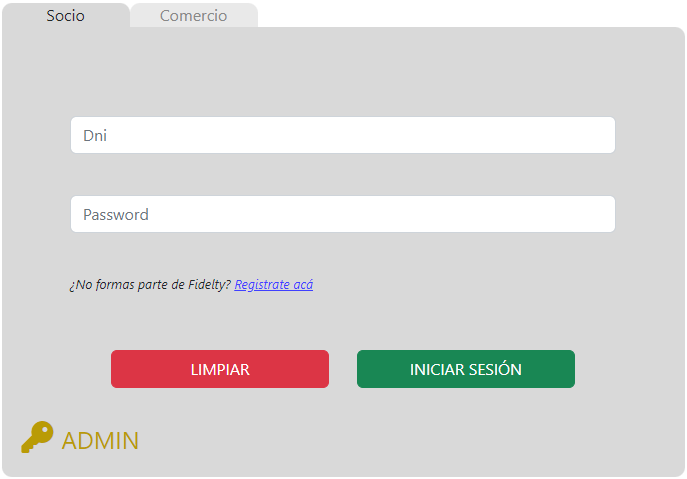 Socio
Comercio
Dni
Password
¿No formas parte de Fidelty? Registrate acá
LIMPIAR
INICIAR SESIÓN
ADMIN